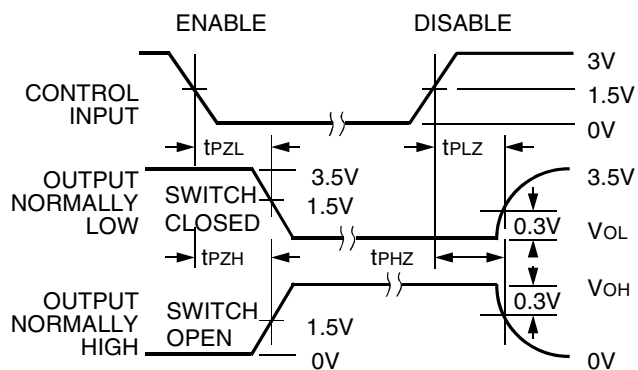 ENABLE
DISABLE
CONTROL
INPUT
3V
1.5V
0V
tPZL
tPLZ
OUTPUT
NORMALLY
LOW
SWITCH
CLOSED
3.5V
1.5V
3.5V
0.3V
VOL
tPZH
tPHZ
OUTPUT
NORMALLY
HIGH
SWITCH
OPEN
1.5V
0V
0.3V
VOH
0V